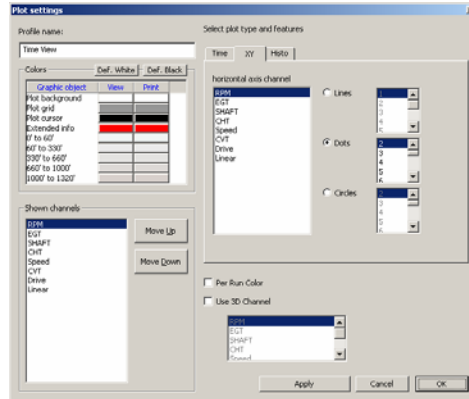 Plot settings
Profile name:
Time View
Colors
Def. White
Def. Black
Graphic object View Print
Plot background
Plot grid
Plot cursor
Extended info
0' to 60'
60' to 330'
330' to 660'
660' to 1000'
1000' to 1320'
Shown channels
RPM
EGT
SHAFT
CHT
Speed
CVT
Drive
Linear
Move Up
Move Down
Select plot type and features
Time XY Histo
horizontal axis channel
RPM
EGT
SHAFT
CHT
Speed
CVT
Drive
Linear
Lines
1
2
3
4
5
Dots
2
3
4
5
6
Circles
2
3
4
5
6
Per Run Color
Use 3D Channel
RPM
EGT
SHAFT
CHT
Speed
Apply
Cancel
OK